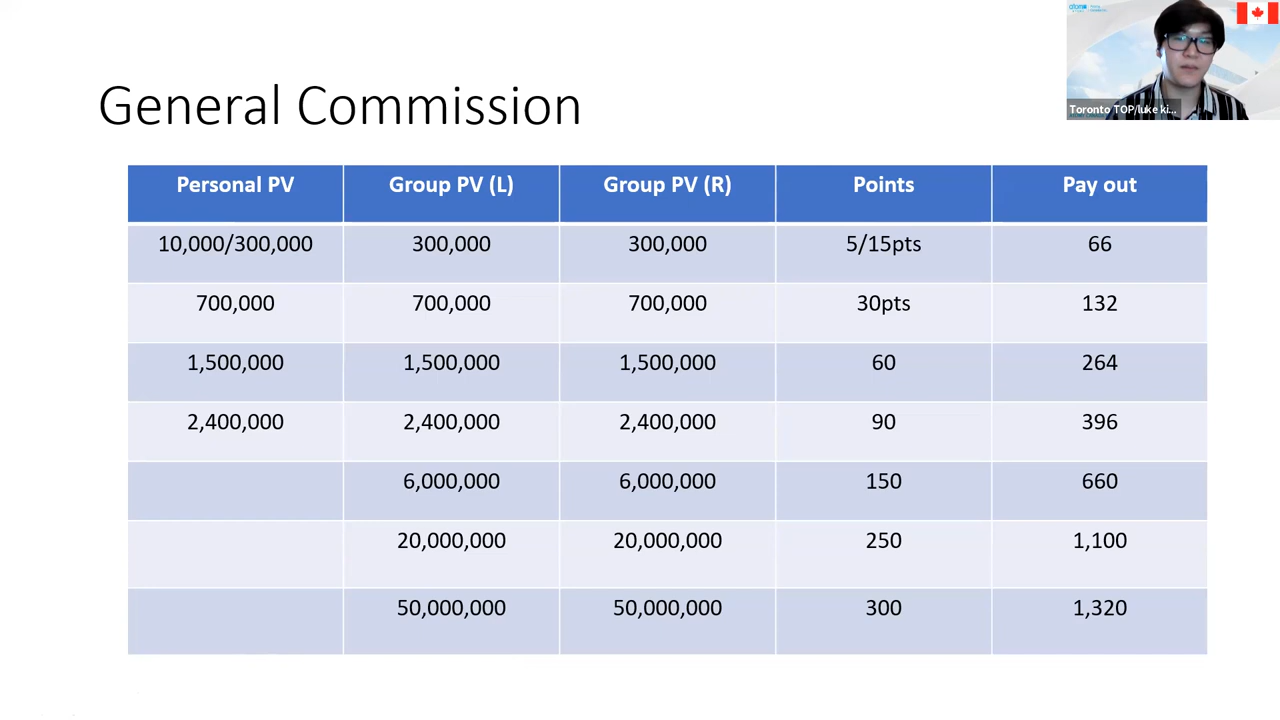 General Commission
Personal PV Group PV (L) Group PV (R) Points Pay out
10,000/300,000 300,000 300,000 5/15pts 66
700,000 700,000 700,000 30pts 132
1,500,000 1,500,000 1,500,000 60 264
2,400,000 2,400,000 2,400,000 90 396
6,000,000 6,000,000 150 660
20,000,000 20,000,000 250 1,100
50,000,000 50,000,000 300 1,320
Toronto TOP/luke ki...